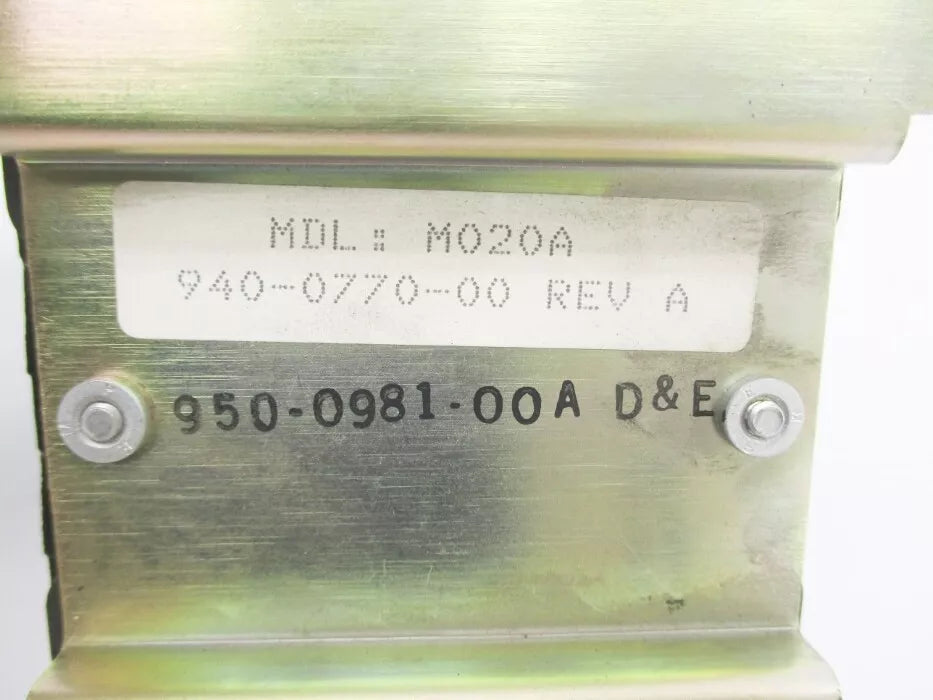 MDL: M020A
940-0770-00 REV A
950-0981-00A D&E